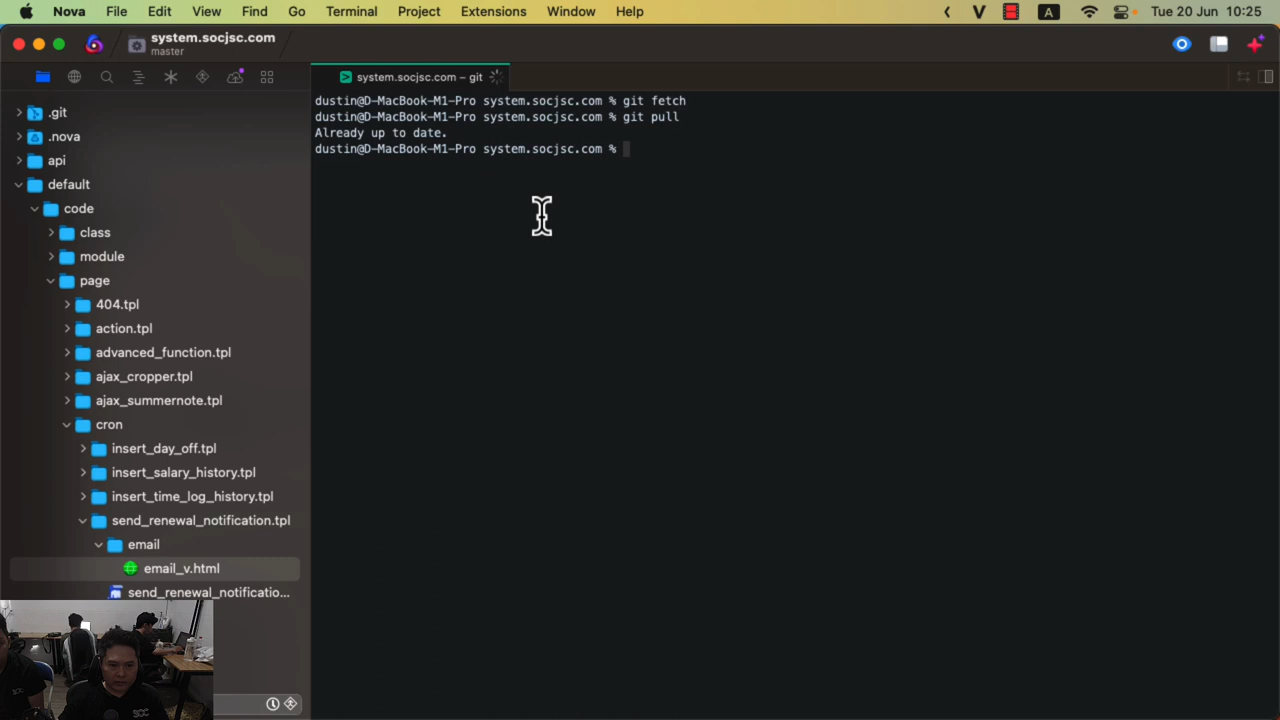 Nova File Edit View Find Go Terminal Project Extensions Window Help A Tue 20 Jun 10:25
system.socjsc.com
master
system.socjsc.com – git
dustin@D-MacBook-M1-Pro system.socjsc.com % git fetch
dustin@D-MacBook-M1-Pro system.socjsc.com % git pull
Already up to date.
dustin@D-MacBook-M1-Pro system.socjsc.com %
.git
.nova
api
default
code
class
module
page
404.tpl
action.tpl
advanced_function.tpl
ajax_cropper.tpl
ajax_summernote.tpl
cron
insert_day_off.tpl
insert_salary_history.tpl
insert_time_log_history.tpl
send_renewal_notification.tpl
email
email_v.html
send_renewal_notificatio...